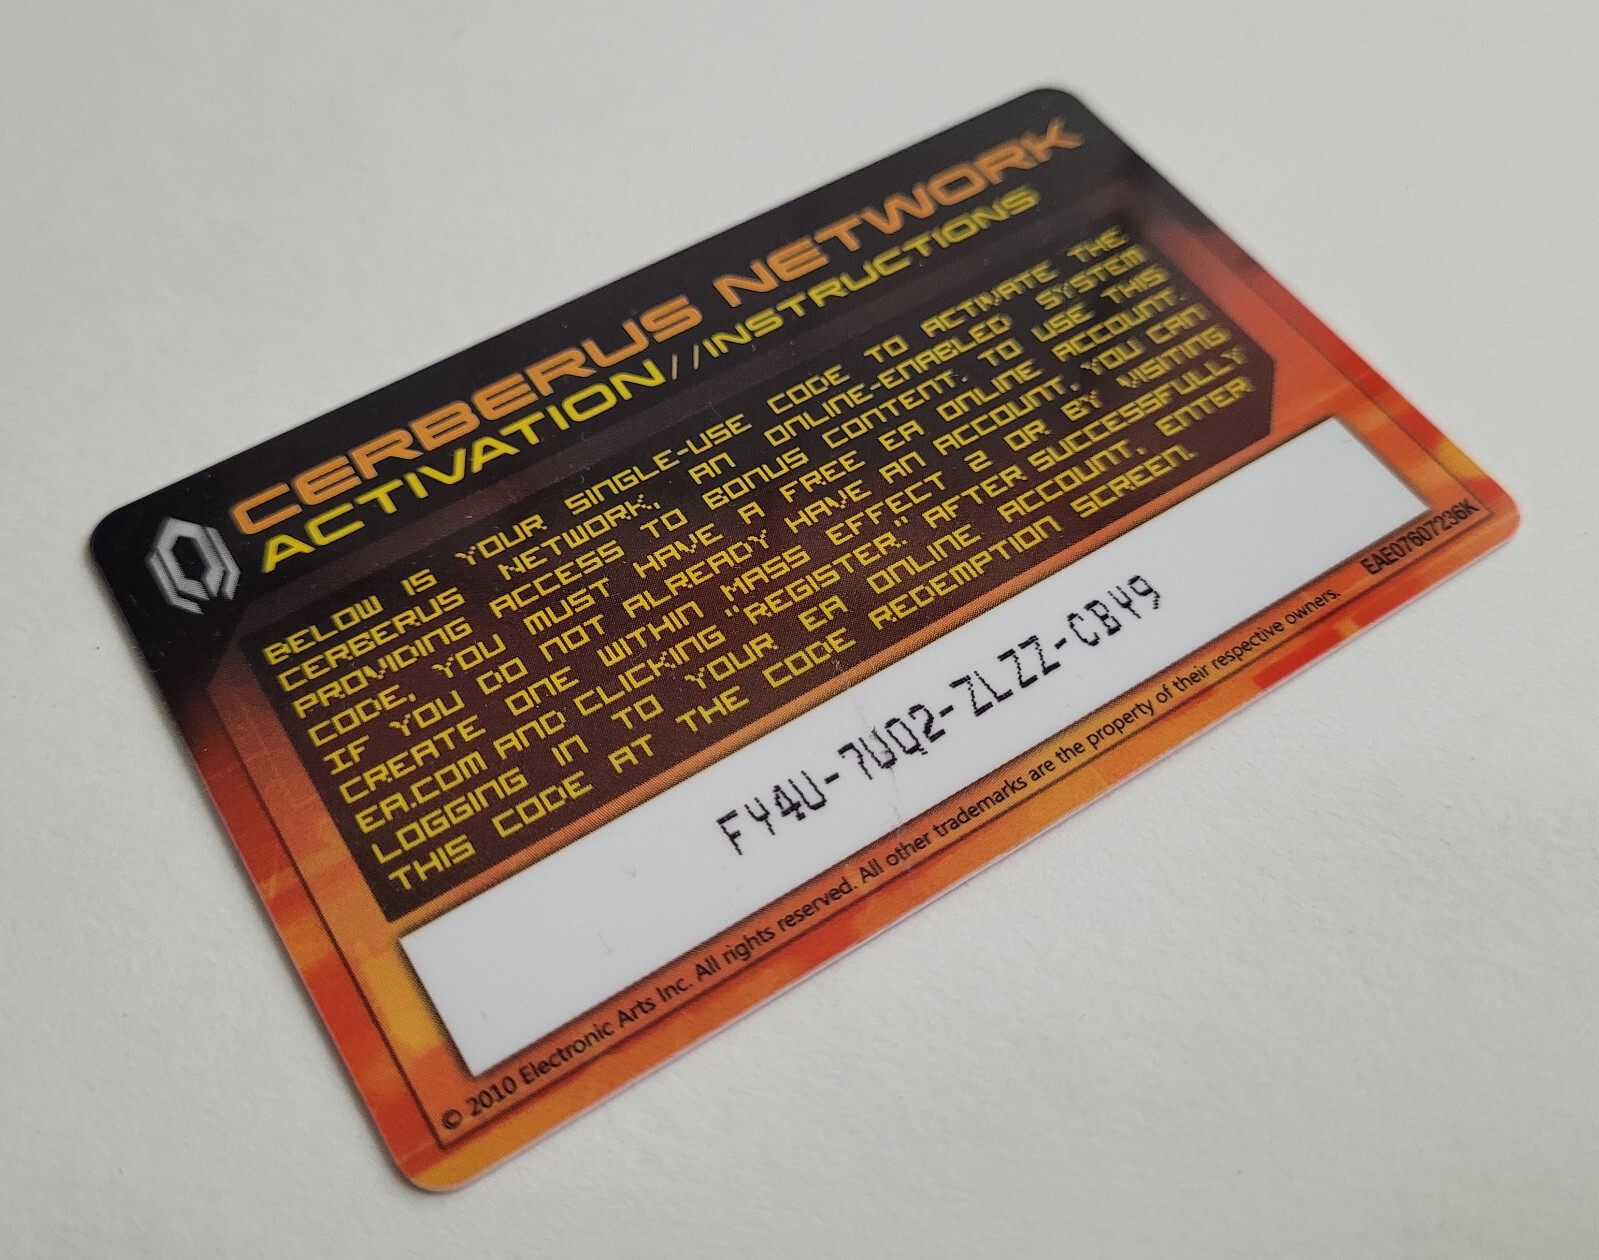 CERBERUS NETWORK
ACTIVATION//INSTRUCTIONS
BELOW IS YOUR SINGLE-USE CODE TO ACTIVATE THE
CERBERUS NETWORK, AN ONLINE-ENABLED SYSTEM
PROVIDING ACCESS TO BONUS CONTENT. TO USE THIS
CODE, YOU MUST HAVE A FREE EA ONLINE ACCOUNT.
IF YOU DO NOT ALREADY HAVE AN ACCOUNT, YOU CAN
CREATE ONE WITHIN MASS EFFECT 2 OR BY VISITING
EA.COM AND CLICKING "REGISTER." AFTER SUCCESSFULLY
LOGGING IN TO YOUR EA ONLINE ACCOUNT, ENTER
THIS CODE AT THE CODE REDEMPTION SCREEN.
FY4U-7UQ2-ZLZZ-CBY9
EAE07607236K
© 2010 Electronic Arts Inc. All rights reserved. All other trademarks are the property of their respective owners.